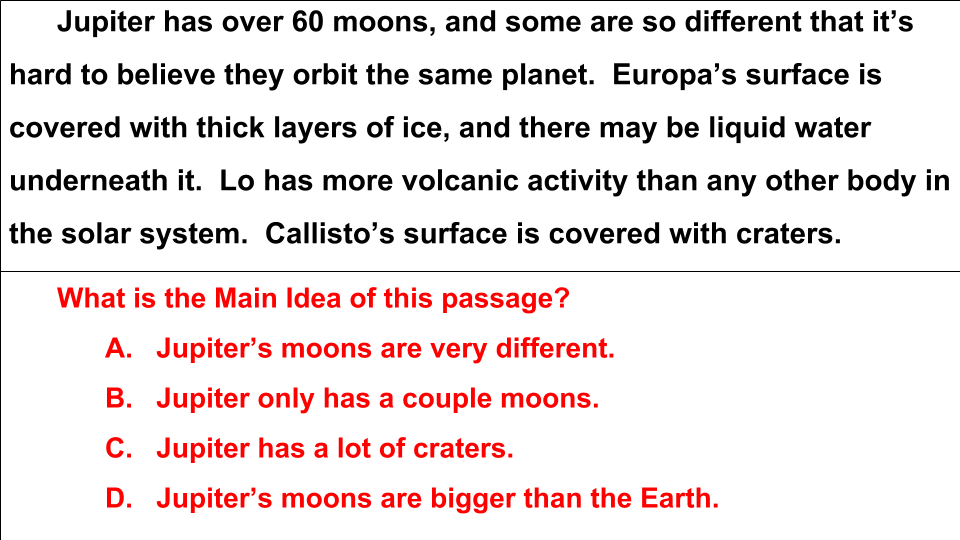 Jupiter has over 60 moons, and some are so different that it’s
hard to believe they orbit the same planet.  Europa’s surface is
covered with thick layers of ice, and there may be liquid water
underneath it.  Lo has more volcanic activity than any other body in
the solar system.  Callisto’s surface is covered with craters.
What is the Main Idea of this passage?
A. Jupiter’s moons are very different.
B. Jupiter only has a couple moons.
C. Jupiter has a lot of craters.
D. Jupiter’s moons are bigger than the Earth.